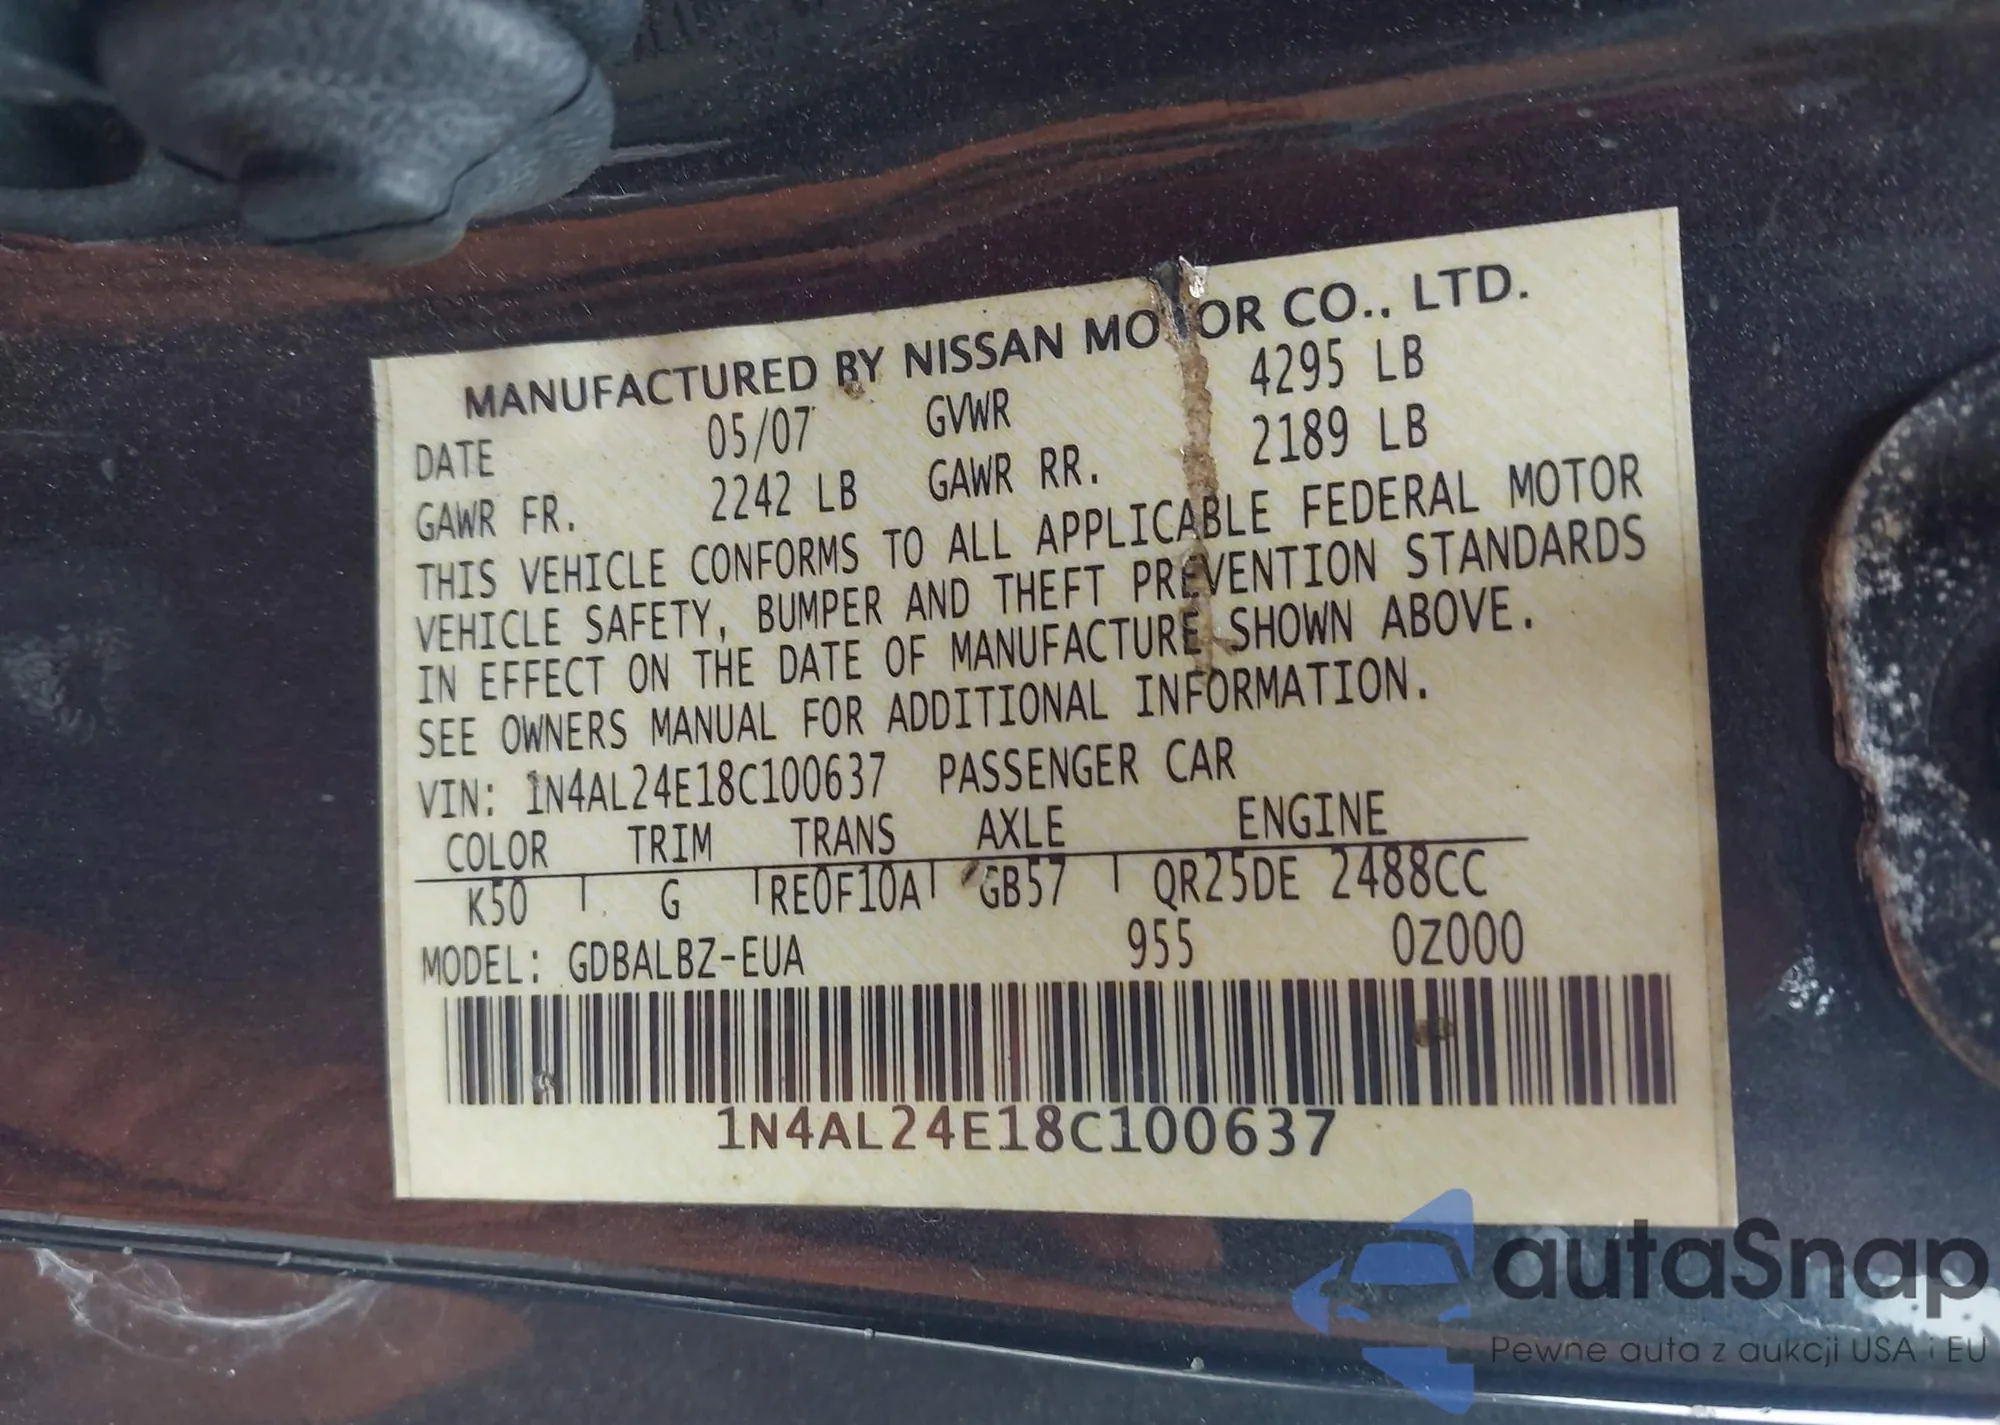 MANUFACTURED BY NISSAN MOTOR CO., LTD.
DATE 05/07 GVWR 4295 LB
GAWR FR. 2242 LB GAWR RR. 2189 LB
THIS VEHICLE CONFORMS TO ALL APPLICABLE FEDERAL MOTOR
VEHICLE SAFETY, BUMPER AND THEFT PREVENTION STANDARDS
IN EFFECT ON THE DATE OF MANUFACTURE SHOWN ABOVE.
SEE OWNERS MANUAL FOR ADDITIONAL INFORMATION.
VIN: 1N4AL24E18C100637 PASSENGER CAR
COLOR TRIM TRANS AXLE ENGINE
K50 G RE0F10A GB57 QR25DE 2488CC
MODEL: GDBALBZ-EUA 955 0Z000
1N4AL24E18C100637
autaSnap
Pewne auta z aukcji USA i EU